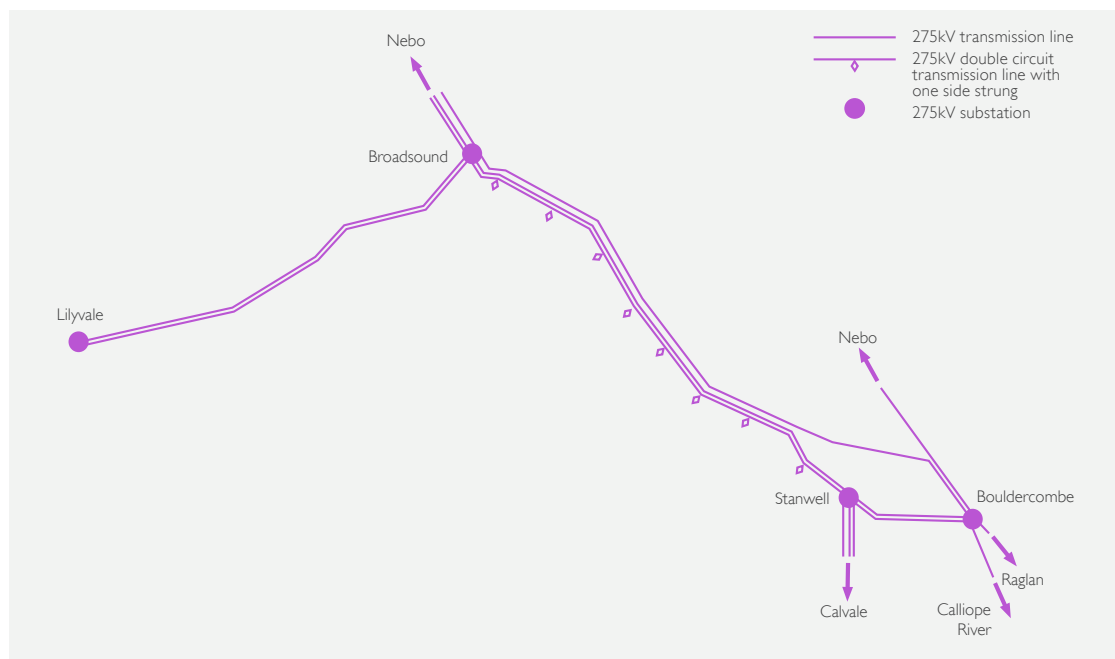 Nebo
275kV transmission line
275kV double circuit
transmission line with
one side strung
275kV substation
Broadsound
Lilyvale
Nebo
Bouldercombe
Stanwell
Raglan
Calvale
Calliope
River